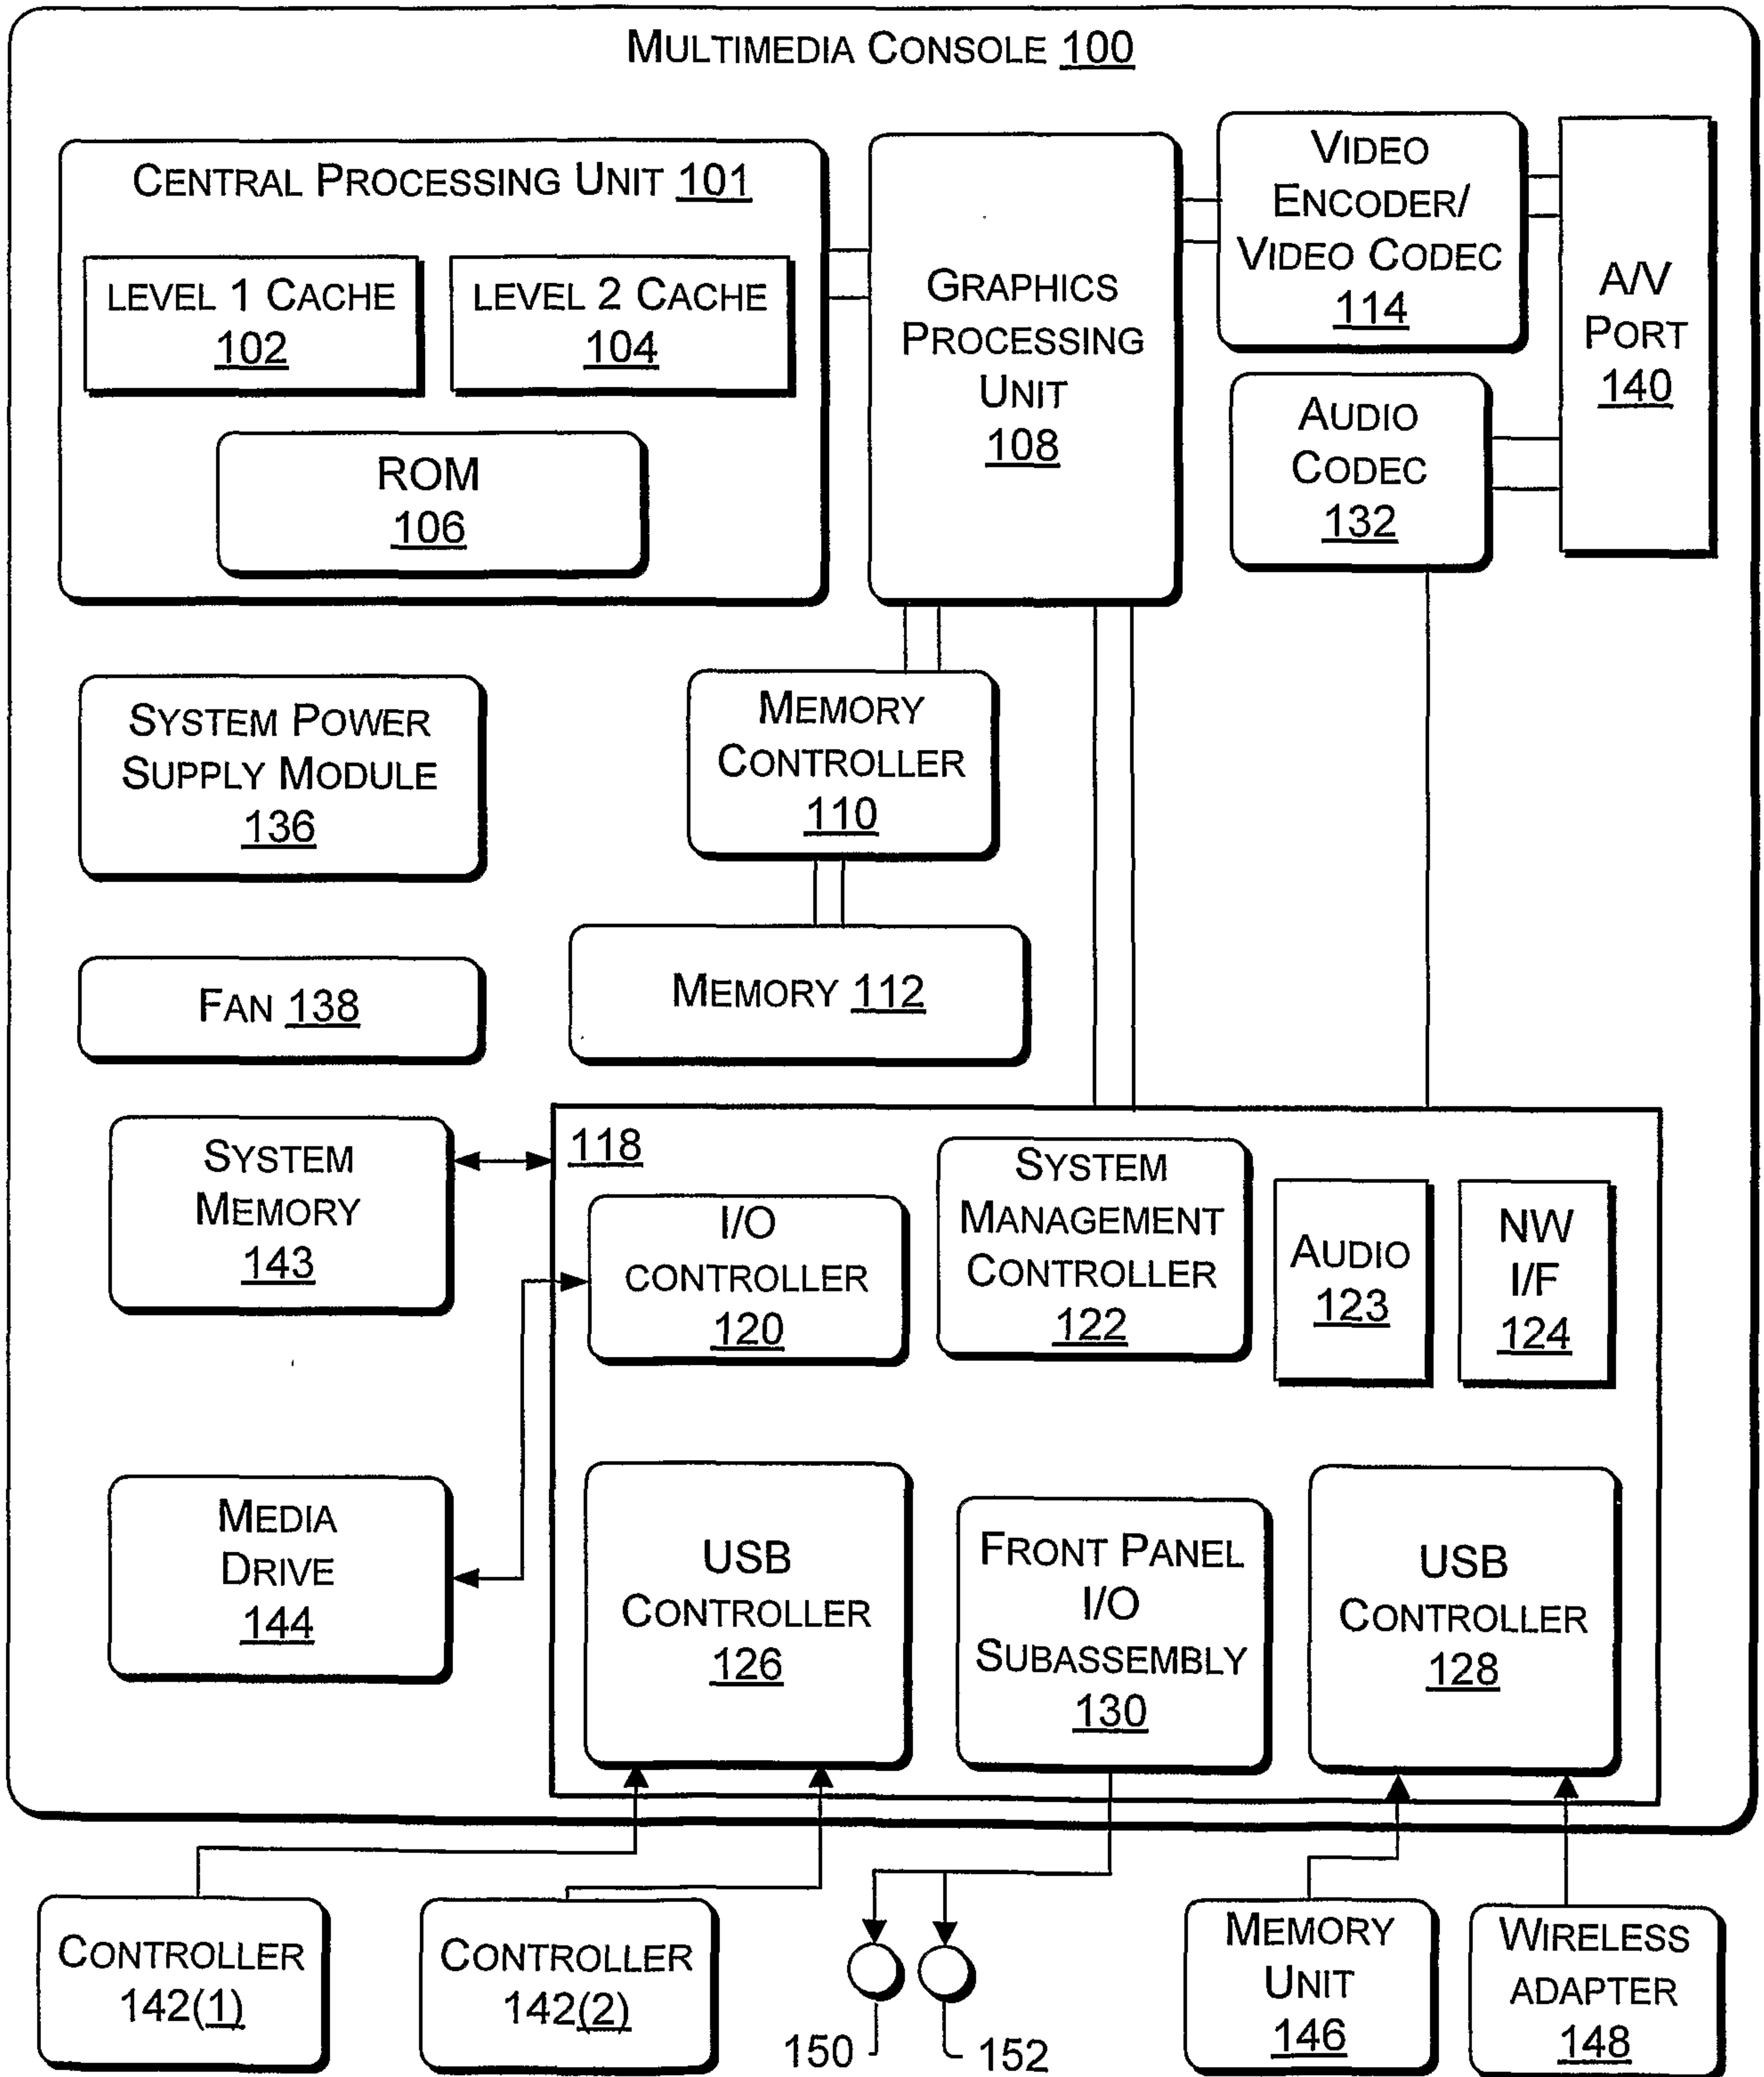 MULTIMEDIA CONSOLE 100
CENTRAL PROCESSING UNIT 101
LEVEL 1 CACHE
102
LEVEL 2 CACHE
104
ROM
106
GRAPHICS
PROCESSING
UNIT
108
VIDEO
ENCODER/
VIDEO CODEC
114
A/V
PORT
140
AUDIO
CODEC
132
SYSTEM POWER
SUPPLY MODULE
136
MEMORY
CONTROLLER
110
FAN 138
MEMORY 112
SYSTEM
MEMORY
143
118
I/O
CONTROLLER
120
SYSTEM
MANAGEMENT
CONTROLLER
122
AUDIO
123
NW
I/F
124
MEDIA
DRIVE
144
USB
CONTROLLER
126
FRONT PANEL
I/O
SUBASSEMBLY
130
USB
CONTROLLER
128
CONTROLLER
142(1)
CONTROLLER
142(2)
150
152
MEMORY
UNIT
146
WIRELESS
ADAPTER
148